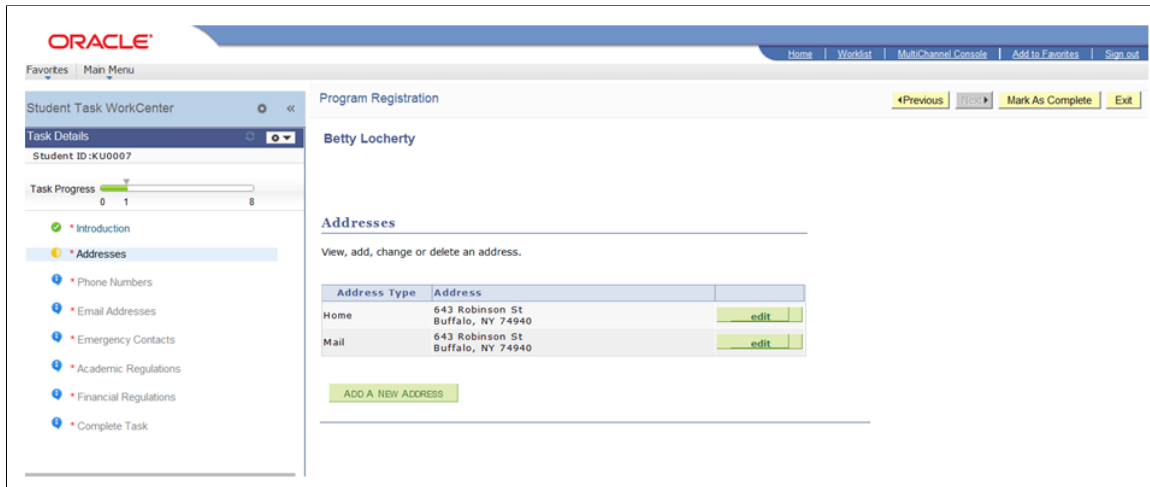 ORACLE'
Home | Worklist | MultiChannel Console | Add to Favorites | Sign out
Favorites Main Menu
Student Task WorkCenter
Task Details
Student ID:KU0007
Task Progress
0 1 8
* Introduction
* Addresses
* Phone Numbers
* Email Addresses
* Emergency Contacts
* Academic Regulations
* Financial Regulations
* Complete Task
Program Registration
Previous Next Mark As Complete Exit
Betty Locherty
Addresses
View, add, change or delete an address.
Address Type Address
Home 643 Robinson St
Buffalo, NY 74940 edit
Mail 643 Robinson St
Buffalo, NY 74940 edit
ADD A NEW ADDRESS